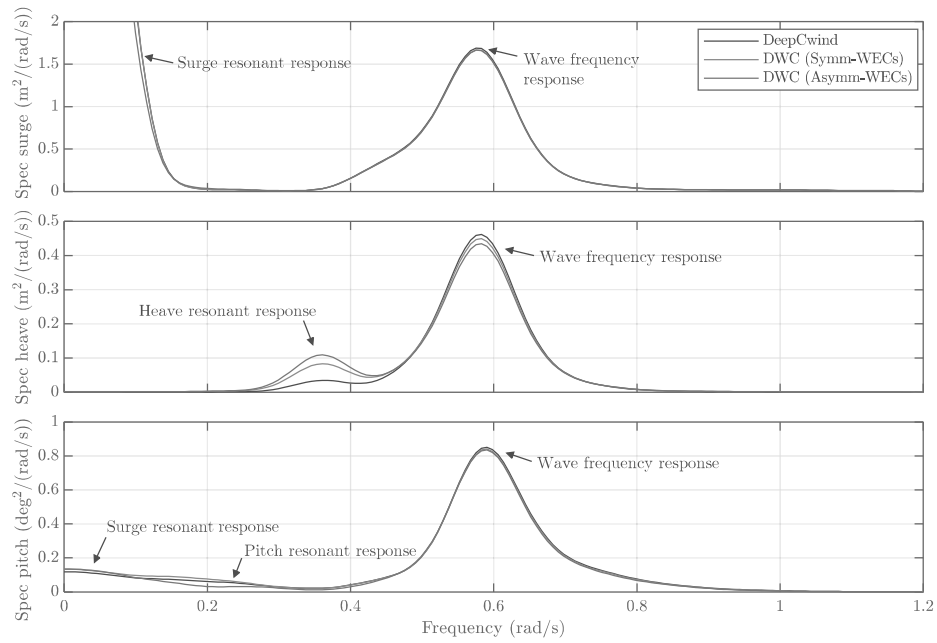 2
1.5
1
0.5
0
Spec surge (m²/(rad/s))
Surge resonant response
Wave frequency
response
DeepCwind
DWC (Symm-WECs)
DWC (Asymm-WECs)
0.5
0.4
0.3
0.2
0.1
0
Spec heave (m²/(rad/s))
Heave resonant response
Wave frequency response
1
0.8
0.6
0.4
0.2
0
Spec pitch (deg²/(rad/s))
Surge resonant response
Pitch resonant response
Wave frequency response
0 0.2 0.4 0.6 0.8 1 1.2
Frequency (rad/s)